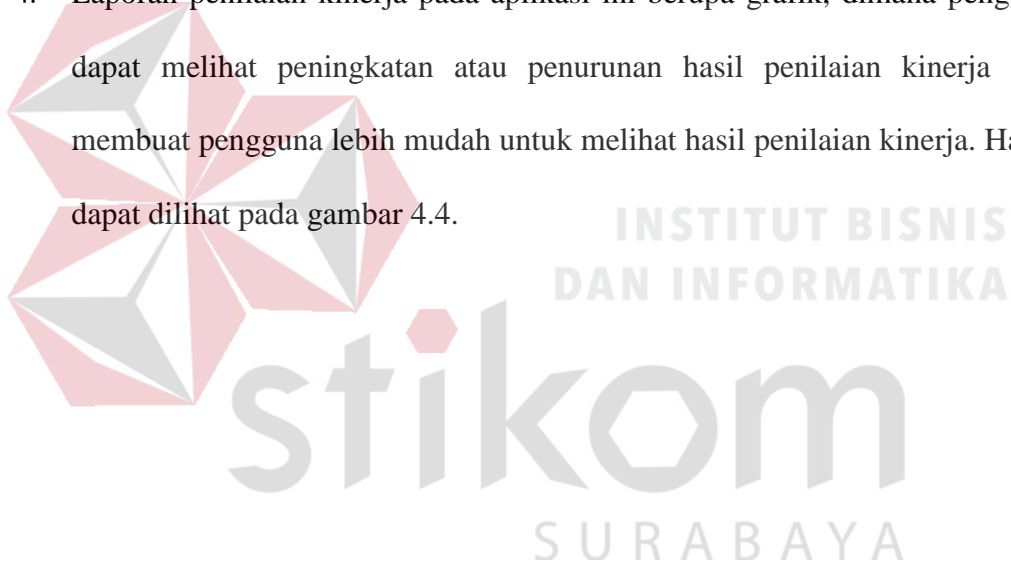 dapat melihat peningkatan atau penurunan hasil penilaian kinerja
membuat pengguna lebih mudah untuk melihat hasil penilaian kinerja.
dapat dilihat pada gambar 4.4.
INSTITUT BISNIS
DAN INFORMATIKA
stikom
SURABAYA